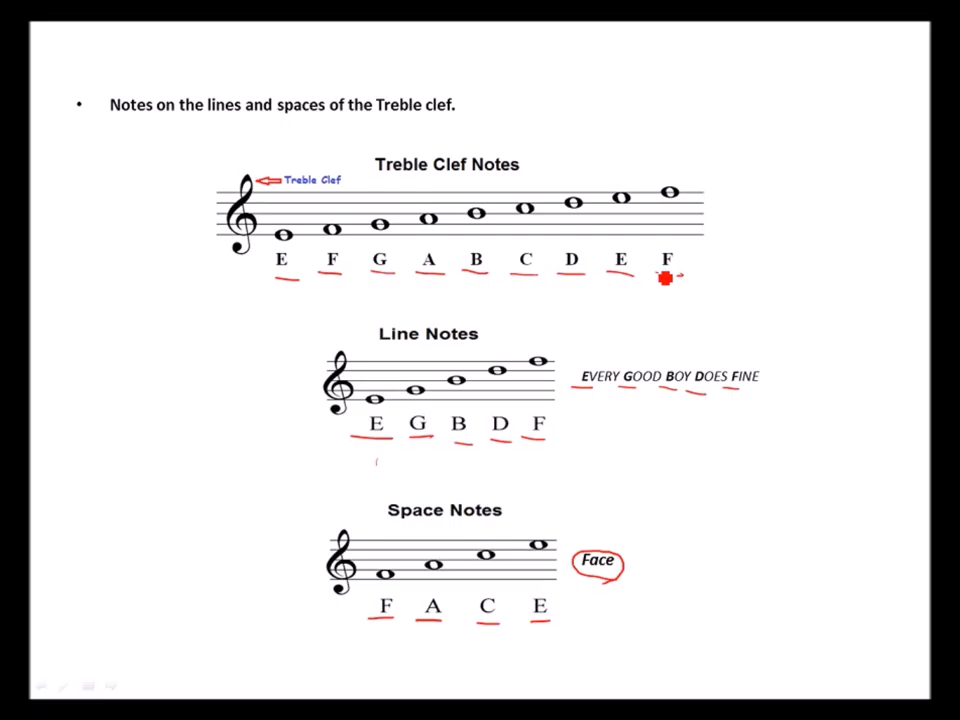 • Notes on the lines and spaces of the Treble clef.
Treble Clef Notes
Treble Clef
E F G A B C D E F
Line Notes
EVERY GOOD BOY DOES FINE
E G B D F
Space Notes
Face
F A C E